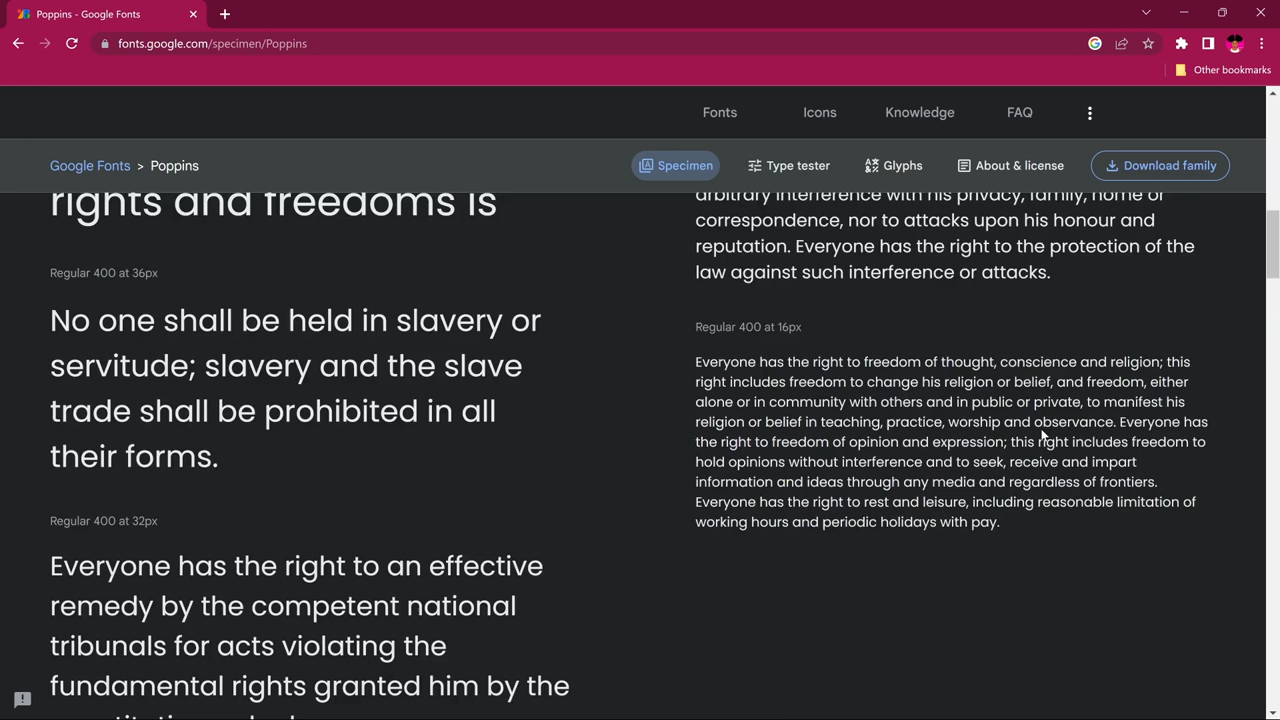 Poppins - Google Fonts
fonts.google.com/specimen/Poppins
Other bookmarks
Fonts
Icons
Knowledge
FAQ
Google Fonts > Poppins
Specimen
Type tester
Glyphs
About & license
Download family
rights and freedoms is
Regular 400 at 36px
No one shall be held in slavery or
servitude; slavery and the slave
trade shall be prohibited in all
their forms.
Regular 400 at 32px
Everyone has the right to an effective
remedy by the competent national
tribunals for acts violating the
fundamental rights granted him by the
arbitrary interference with his privacy, family, home or
correspondence, nor to attacks upon his honour and
reputation. Everyone has the right to the protection of the
law against such interference or attacks.
Regular 400 at 16px
Everyone has the right to freedom of thought, conscience and religion; this
right includes freedom to change his religion or belief, and freedom, either
alone or in community with others and in public or private, to manifest his
religion or belief in teaching, practice, worship and observance. Everyone has
the right to freedom of opinion and expression; this right includes freedom to
hold opinions without interference and to seek, receive and impart
information and ideas through any media and regardless of frontiers.
Everyone has the right to rest and leisure, including reasonable limitation of
working hours and periodic holidays with pay.